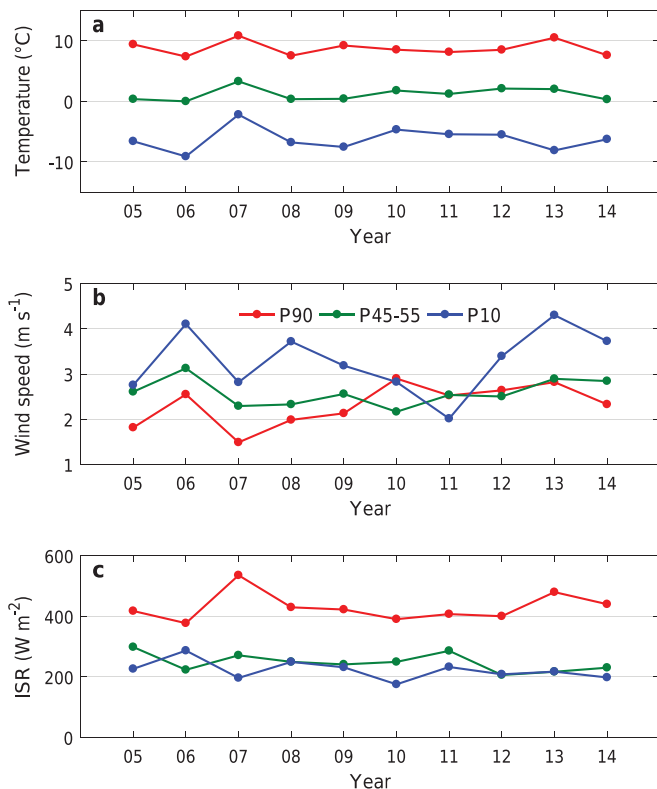 a
Temperature (°C)
10
0
-10
05 06 07 08 09 10 11 12 13 14
Year
b
P90 P45-55 P10
Wind speed (m s⁻¹)
5
4
3
2
1
05 06 07 08 09 10 11 12 13 14
Year
c
ISR (W m⁻²)
600
400
200
0
05 06 07 08 09 10 11 12 13 14
Year